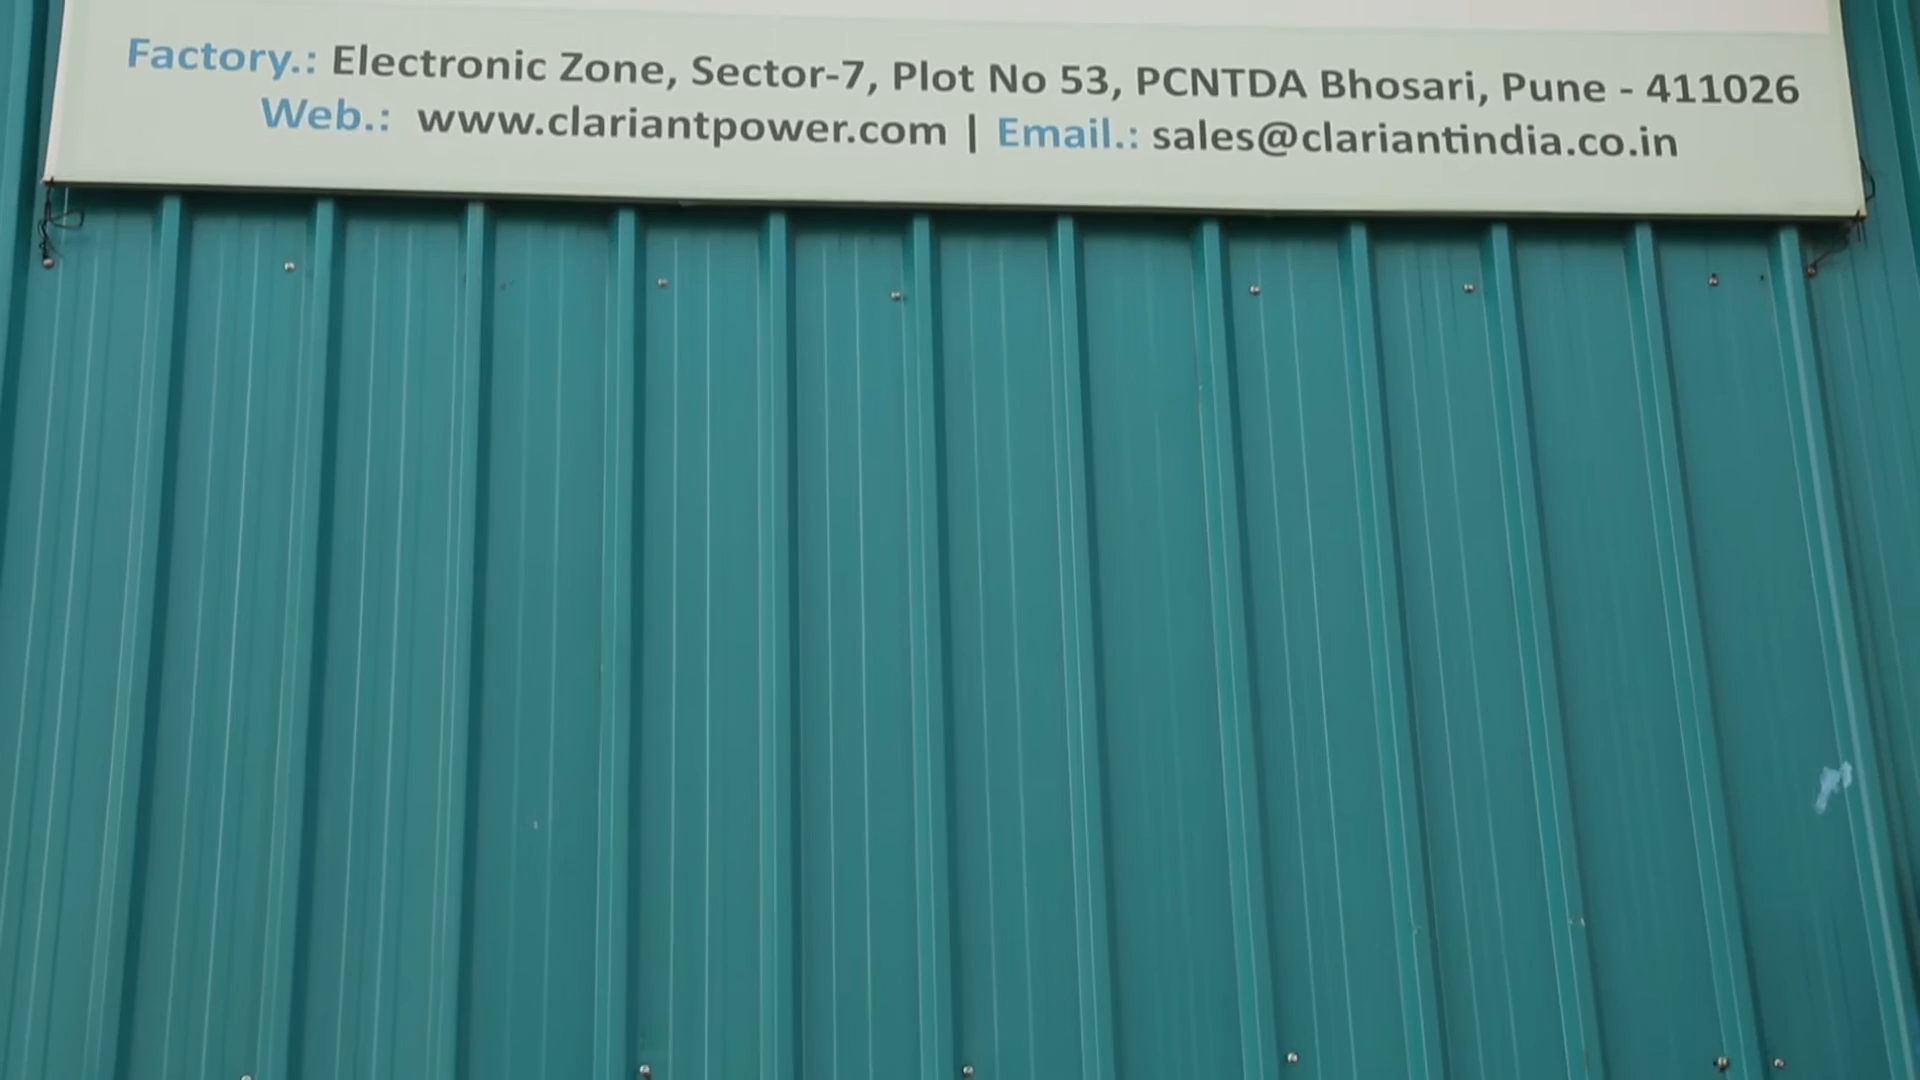 Factory.: Electronic Zone, Sector-7, Plot No 53, PCNTDA Bhosari, Pune - 411026
Web.: www.clariantpower.com | Email.: sales@clariantindia.co.in